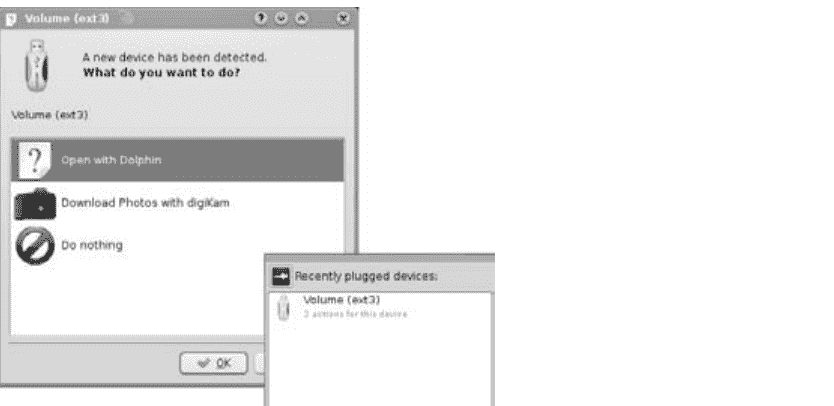 Volume (ext3)
A new device has been detected.
What do you want to do?
Volume (ext3)
Open with Dolphin
Download Photos with digiKam
Do nothing
OK
Recently plugged devices:
Volume (ext3)
actions for this device